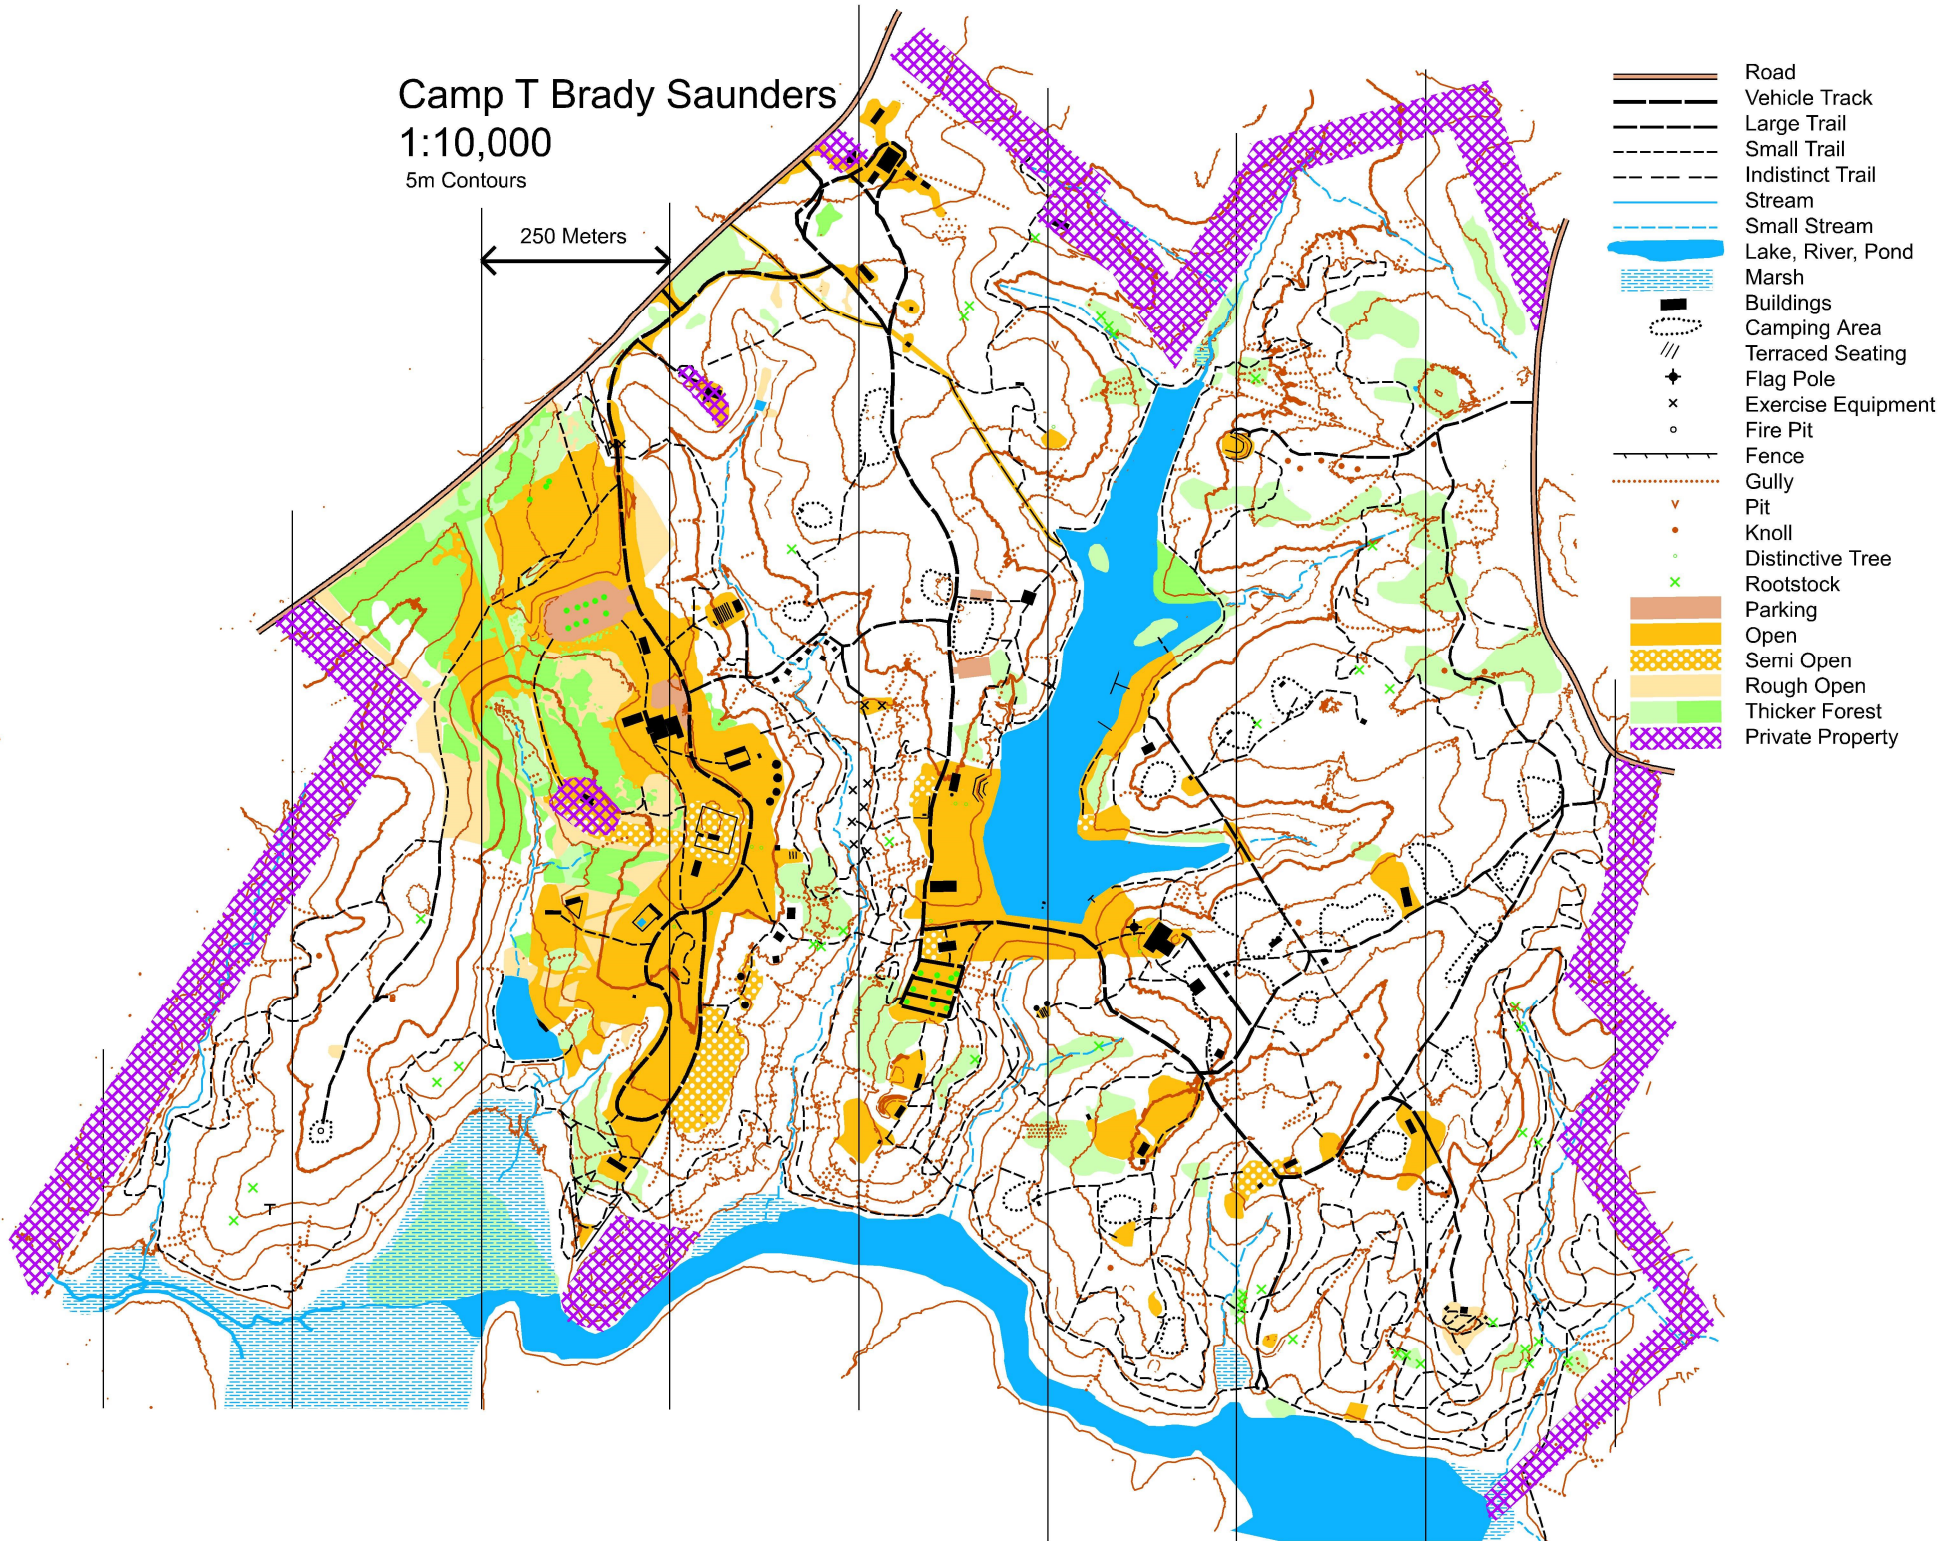 Camp T Brady Saunders
1:10,000
5m Contours
250 Meters
Road
Vehicle Track
Large Trail
Small Trail
Indistinct Trail
Stream
Small Stream
Lake, River, Pond
Marsh
Buildings
Camping Area
Terraced Seating
Flag Pole
Exercise Equipment
Fire Pit
Fence
Gully
Pit
Knoll
Distinctive Tree
Rootstock
Parking
Open
Semi Open
Rough Open
Thicker Forest
Private Property